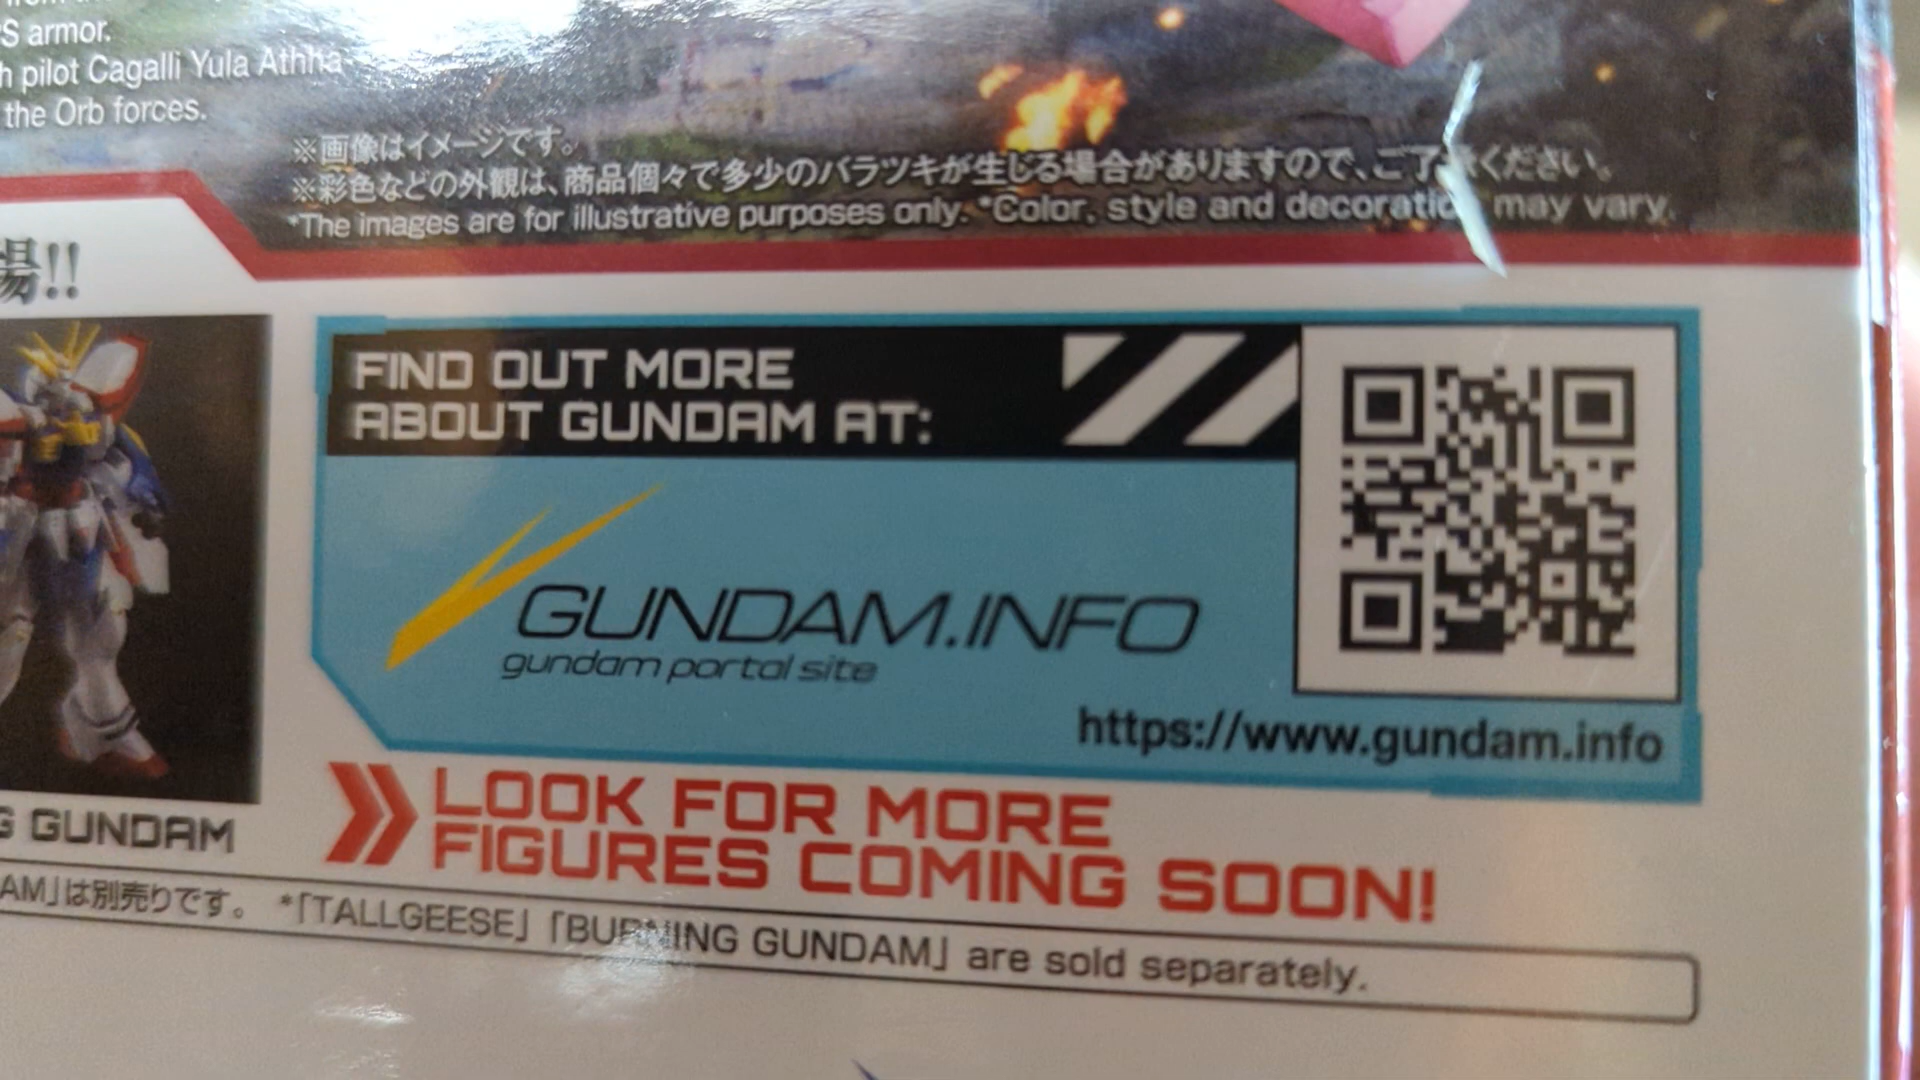 S armor.
pilot Cagalli Yula Athha
the Orb forces.
※画像はイメージです。
※彩色などの外観は、商品個々で多少のバラツキが生じる場合がありますので、ご了承ください。
*The images are for illustrative purposes only. *Color, style and decoration may vary.
場!!
FIND OUT MORE
ABOUT GUNDAM AT:
GUNDAM.INFO
gundam portal site
https://www.gundam.info
GUNDAM
LOOK FOR MORE
FIGURES COMING SOON!
AM」は別売りです。 *「TALLGEESE」「BURNING GUNDAM」 are sold separately.